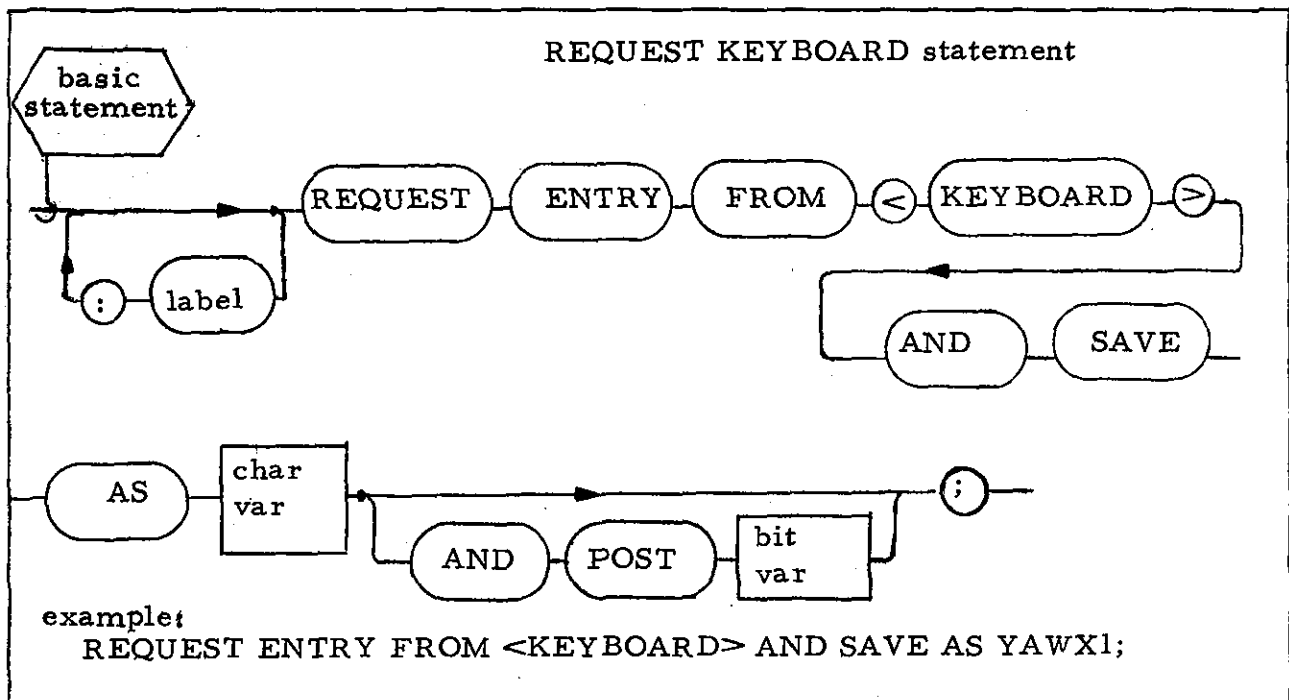 REQUEST KEYBOARD statement
basic
statement
REQUEST ENTRY FROM < KEYBOARD >
: label
AND SAVE
AS char
var
AND POST bit
var
;
example:
REQUEST ENTRY FROM <KEYBOARD> AND SAVE AS YAWX1;